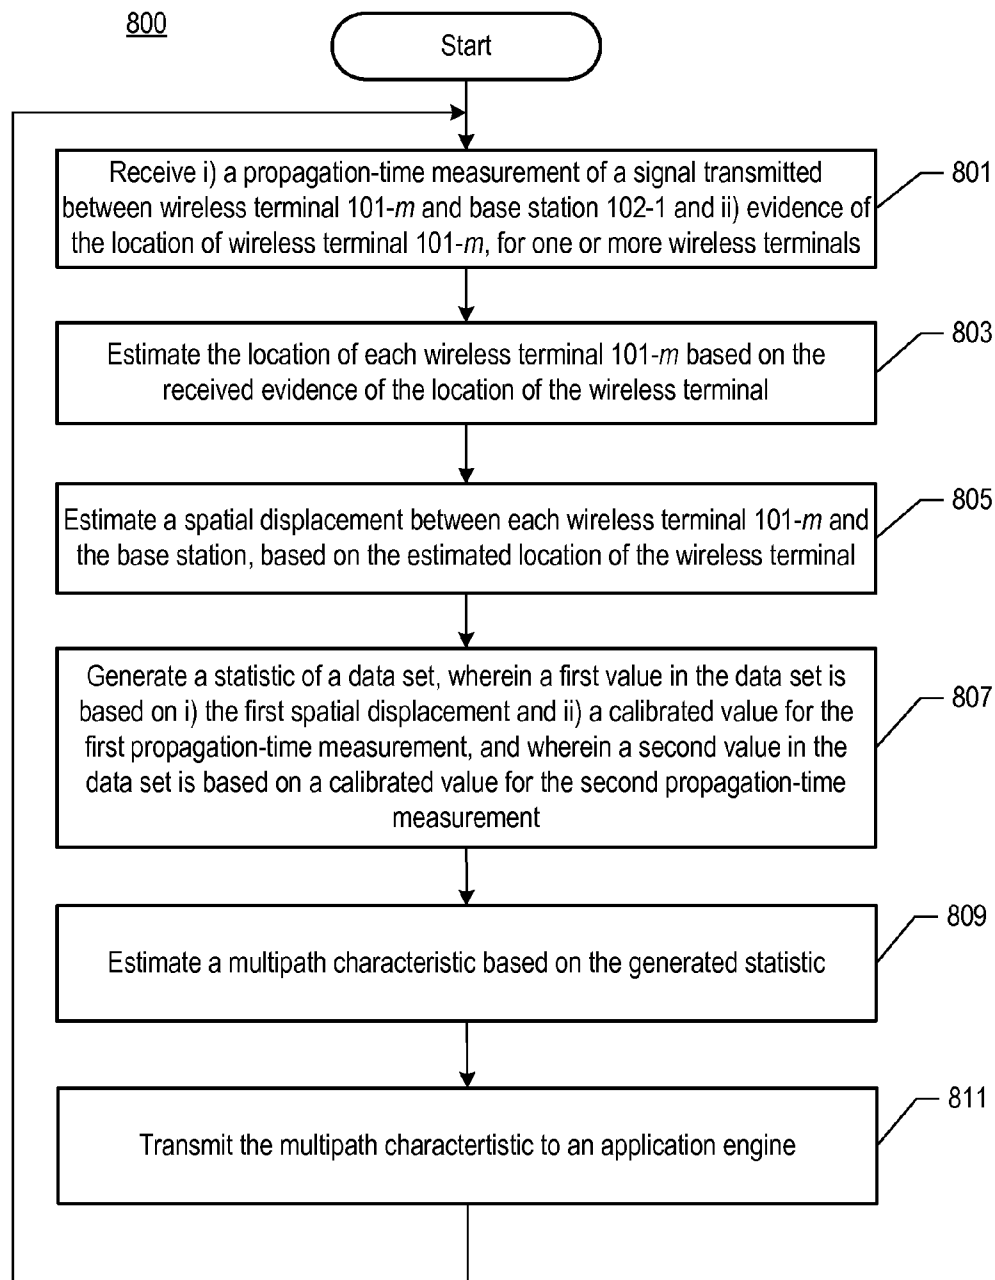 800
Start
Receive i) a propagation-time measurement of a signal transmitted
between wireless terminal 101-m and base station 102-1 and ii) evidence of
the location of wireless terminal 101-m, for one or more wireless terminals
801
Estimate the location of each wireless terminal 101-m based on the
received evidence of the location of the wireless terminal
803
Estimate a spatial displacement between each wireless terminal 101-m and
the base station, based on the estimated location of the wireless terminal
805
Generate a statistic of a data set, wherein a first value in the data set is
based on i) the first spatial displacement and ii) a calibrated value for the
first propagation-time measurement, and wherein a second value in the
data set is based on a calibrated value for the second propagation-time
measurement
807
Estimate a multipath characteristic based on the generated statistic
809
Transmit the multipath charactertistic to an application engine
811